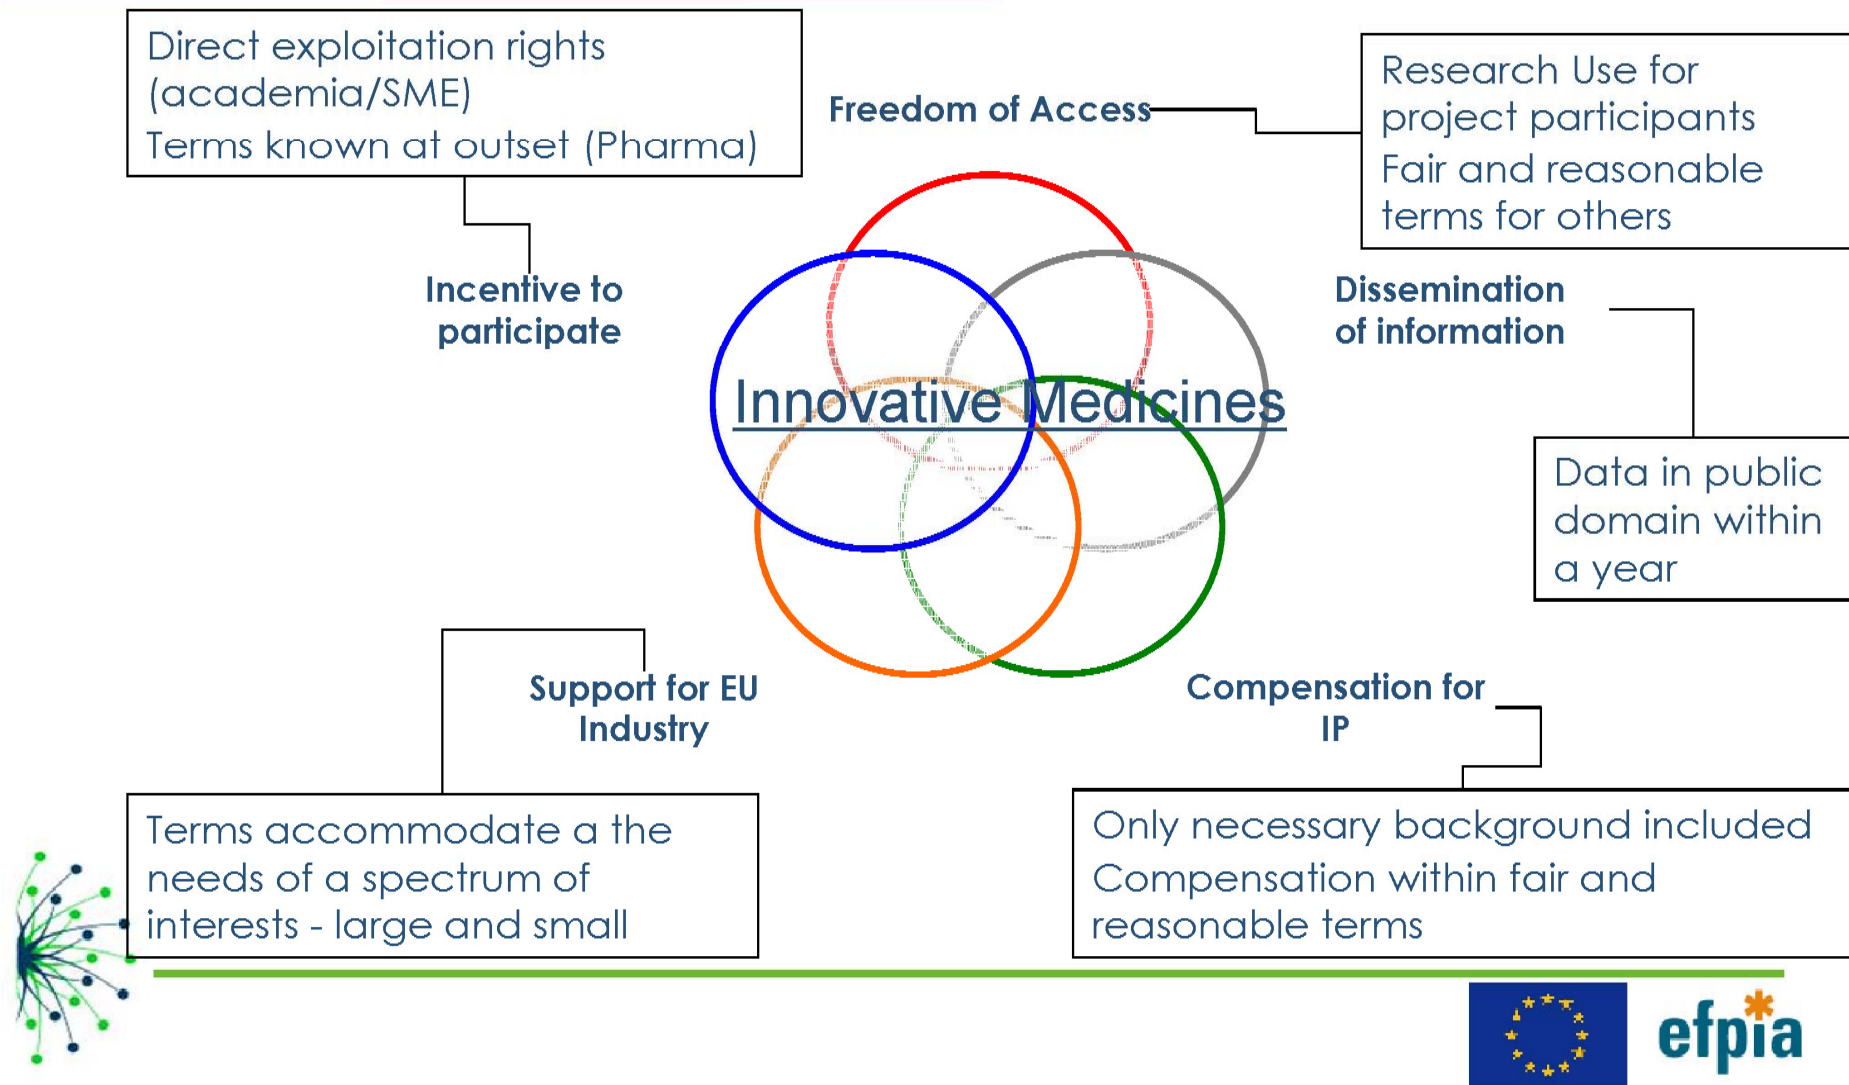 Direct exploitation rights
(academia/SME)
Terms known at outset (Pharma)
Freedom of Access
Research Use for
project participants
Fair and reasonable
terms for others
Incentive to
participate
Dissemination
of information
Innovative Medicines
Data in public
domain within
a year
Support for EU
Industry
Compensation for
IP
Terms accommodate a the
needs of a spectrum of
interests - large and small
Only necessary background included
Compensation within fair and
reasonable terms
efpia